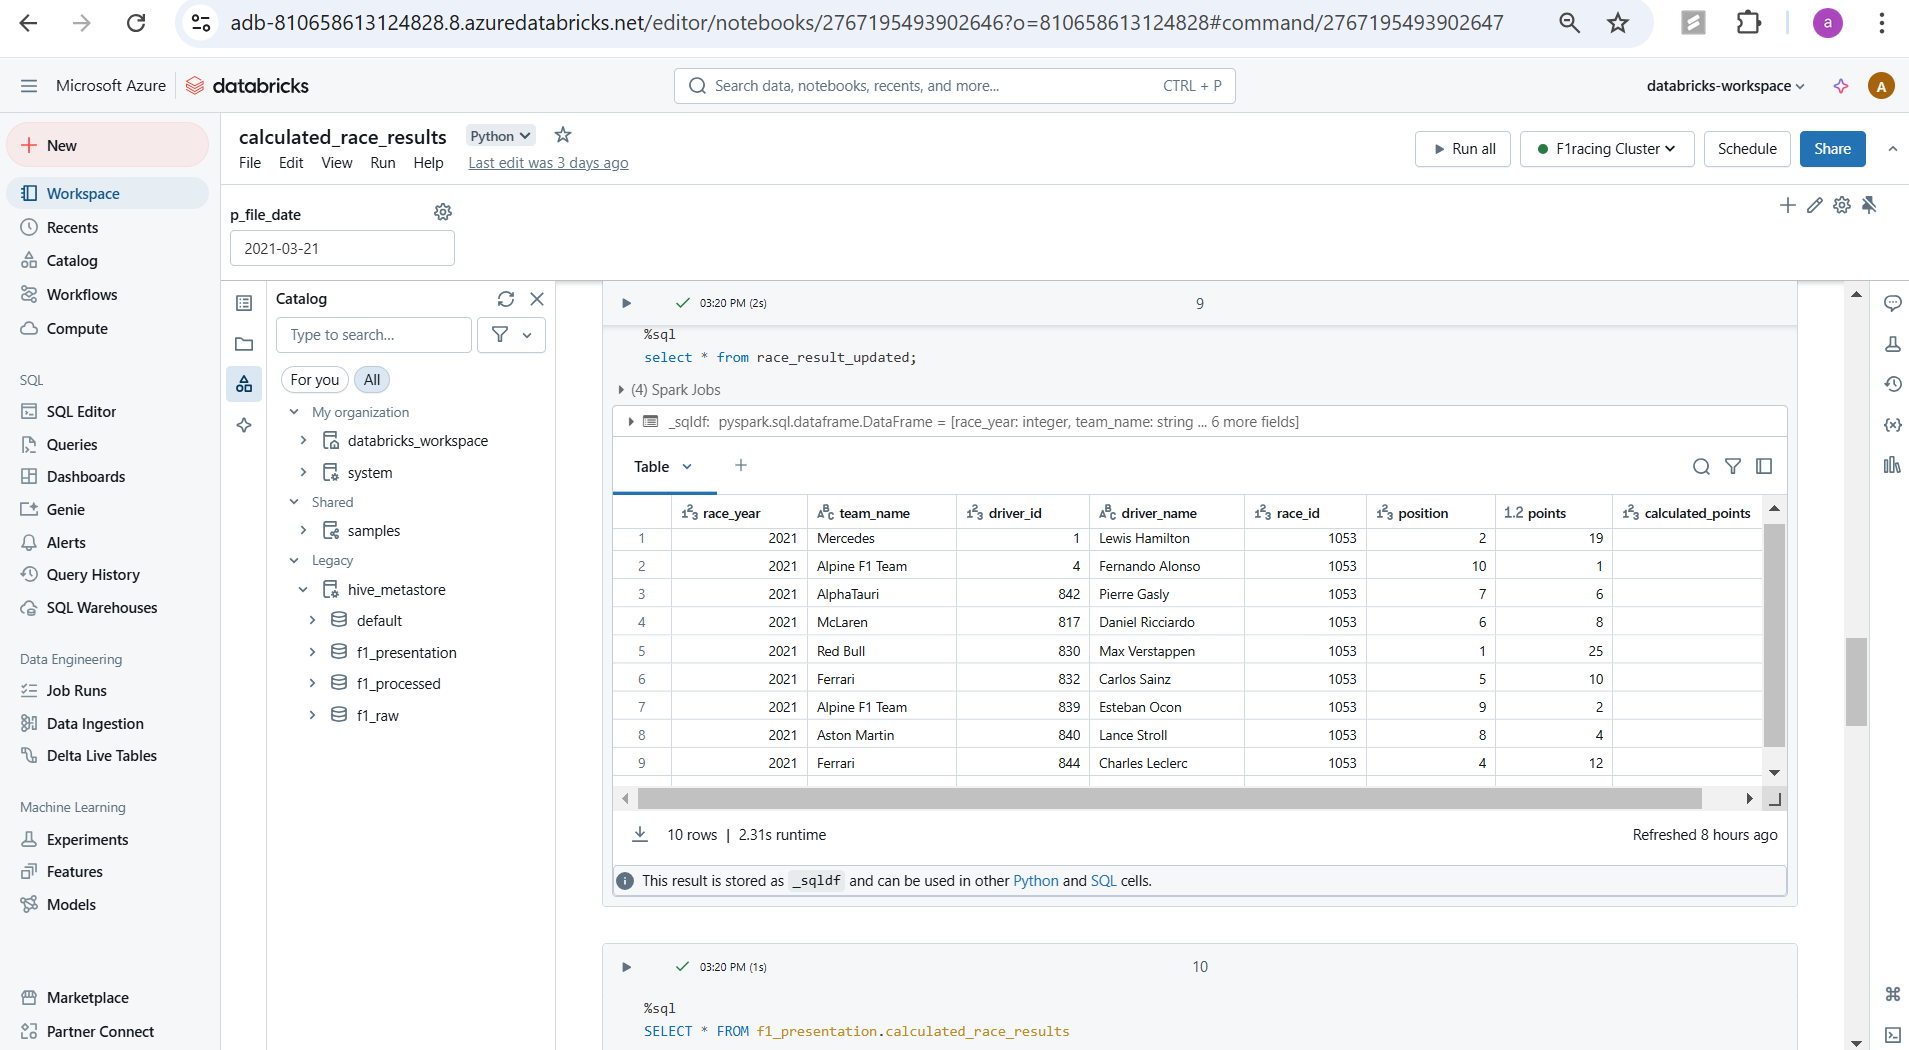 adb-810658613124828.8.azuredatabricks.net/editor/notebooks/2767195493902646?o=810658613124828#command/2767195493902647
a
Microsoft Azure databricks
Search data, notebooks, recents, and more... CTRL + P
databricks-workspace
A
New
Workspace
Recents
Catalog
Workflows
Compute
SQL
SQL Editor
Queries
Dashboards
Genie
Alerts
Query History
SQL Warehouses
Data Engineering
Job Runs
Data Ingestion
Delta Live Tables
Machine Learning
Experiments
Features
Models
Marketplace
Partner Connect
calculated_race_results Python
File Edit View Run Help Last edit was 3 days ago
Run all F1racing Cluster Schedule Share
p_file_date
2021-03-21
Catalog
Type to search...
For you All
My organization
databricks_workspace
system
Shared
samples
Legacy
hive_metastore
default
f1_presentation
f1_processed
f1_raw
03:20 PM (2s) 9
%sql
select * from race_result_updated;
(4) Spark Jobs
_sqldf: pyspark.sql.dataframe.DataFrame = [race_year: integer, team_name: string ... 6 more fields]
Table
123 race_year ABC team_name 123 driver_id ABC driver_name 123 race_id 123 position 1.2 points 123 calculated_points
1 2021 Mercedes 1 Lewis Hamilton 1053 2 19
2 2021 Alpine F1 Team 4 Fernando Alonso 1053 10 1
3 2021 AlphaTauri 842 Pierre Gasly 1053 7 6
4 2021 McLaren 817 Daniel Ricciardo 1053 6 8
5 2021 Red Bull 830 Max Verstappen 1053 1 25
6 2021 Ferrari 832 Carlos Sainz 1053 5 10
7 2021 Alpine F1 Team 839 Esteban Ocon 1053 9 2
8 2021 Aston Martin 840 Lance Stroll 1053 8 4
9 2021 Ferrari 844 Charles Leclerc 1053 4 12
10 rows | 2.31s runtime Refreshed 8 hours ago
This result is stored as _sqldf and can be used in other Python and SQL cells.
03:20 PM (1s) 10
%sql
SELECT * FROM f1_presentation.calculated_race_results